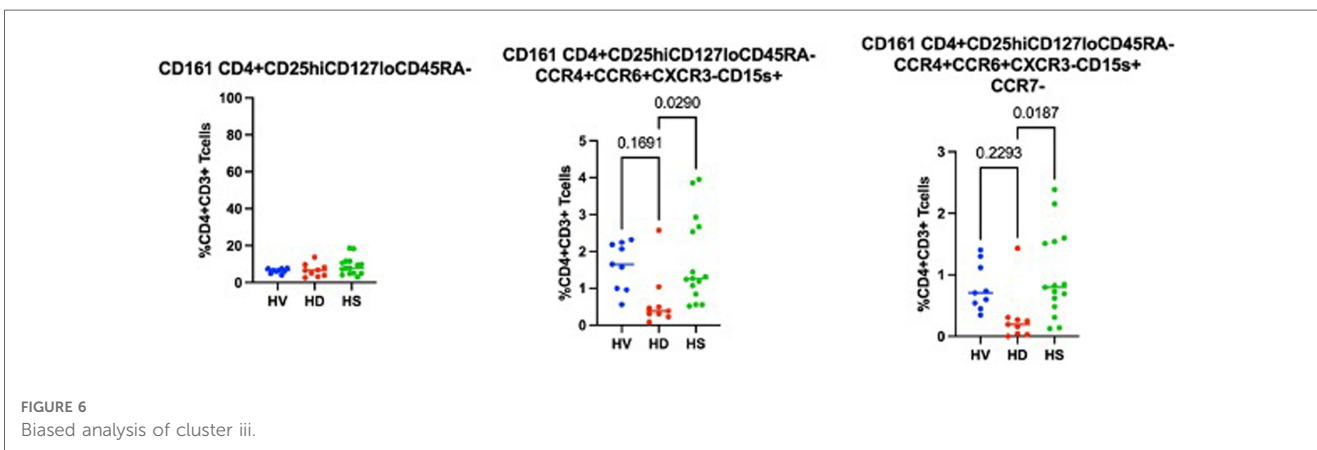 CD161 CD4+CD25hiCD127loCD45RA-
%CD4+CD3+ Tcells
100
80
60
40
20
0
HV HD HS
CD161 CD4+CD25hiCD127loCD45RA-
CCR4+CCR6+CXCR3-CD15s+
0.0290
0.1691
%CD4+CD3+ Tcells
5
4
3
2
1
0
HV HD HS
CD161 CD4+CD25hiCD127loCD45RA-
CCR4+CCR6+CXCR3-CD15s+
CCR7-
0.0187
0.2293
%CD4+CD3+ Tcells
3
2
1
0
HV HD HS
FIGURE 6
Biased analysis of cluster iii.